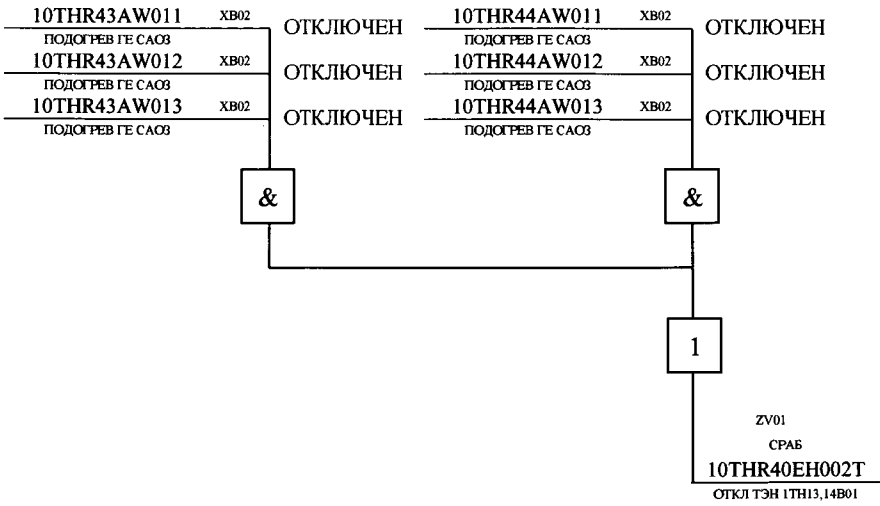 10THR43AW011 XB02 ОТКЛЮЧЕН
ПОДОГРЕВ ГЕ САОЗ
10THR43AW012 XB02 ОТКЛЮЧЕН
ПОДОГРЕВ ГЕ САОЗ
10THR43AW013 XB02 ОТКЛЮЧЕН
ПОДОГРЕВ ГЕ САОЗ
10THR44AW011 XB02 ОТКЛЮЧЕН
ПОДОГРЕВ ГЕ САОЗ
10THR44AW012 XB02 ОТКЛЮЧЕН
ПОДОГРЕВ ГЕ САОЗ
10THR44AW013 XB02 ОТКЛЮЧЕН
ПОДОГРЕВ ГЕ САОЗ
&
&
1
ZV01
СРАБ
10THR40EH002T
ОТКЛ ТЭН 1TH13,14B01